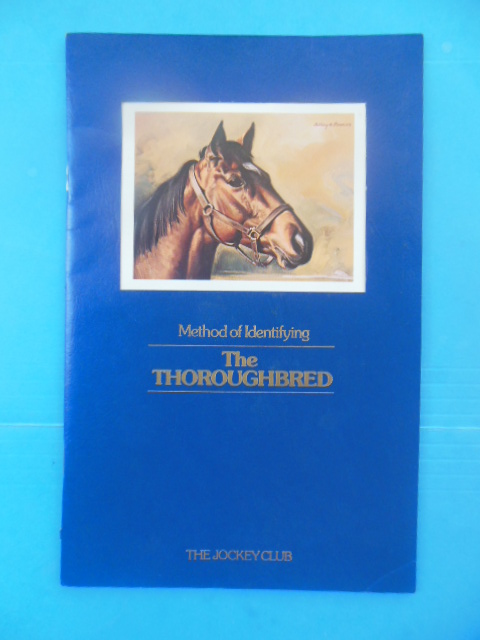 Method of Identifying
The
THOROUGHBRED
THE JOCKEY CLUB